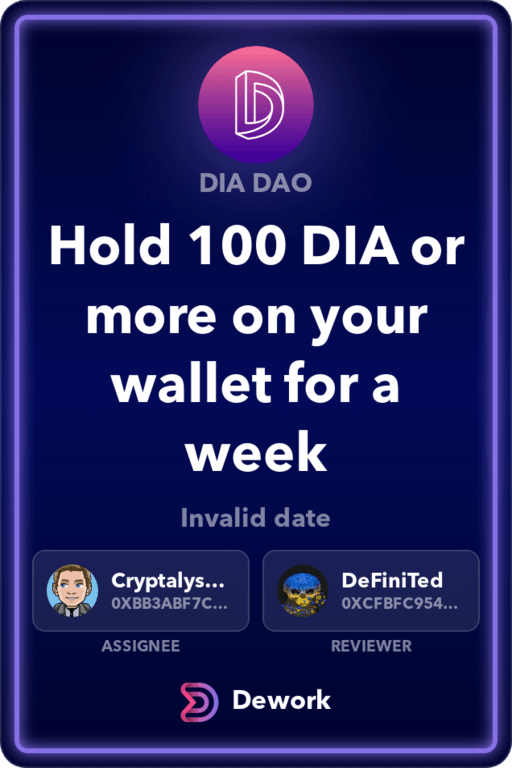 DIA DAO
Hold 100 DIA or
more on your
wallet for a
week
Invalid date
Cryptalys...
0XBB3ABF7C...
DeFiniTed
0XCFBFC954...
ASSIGNEE
REVIEWER
Dework